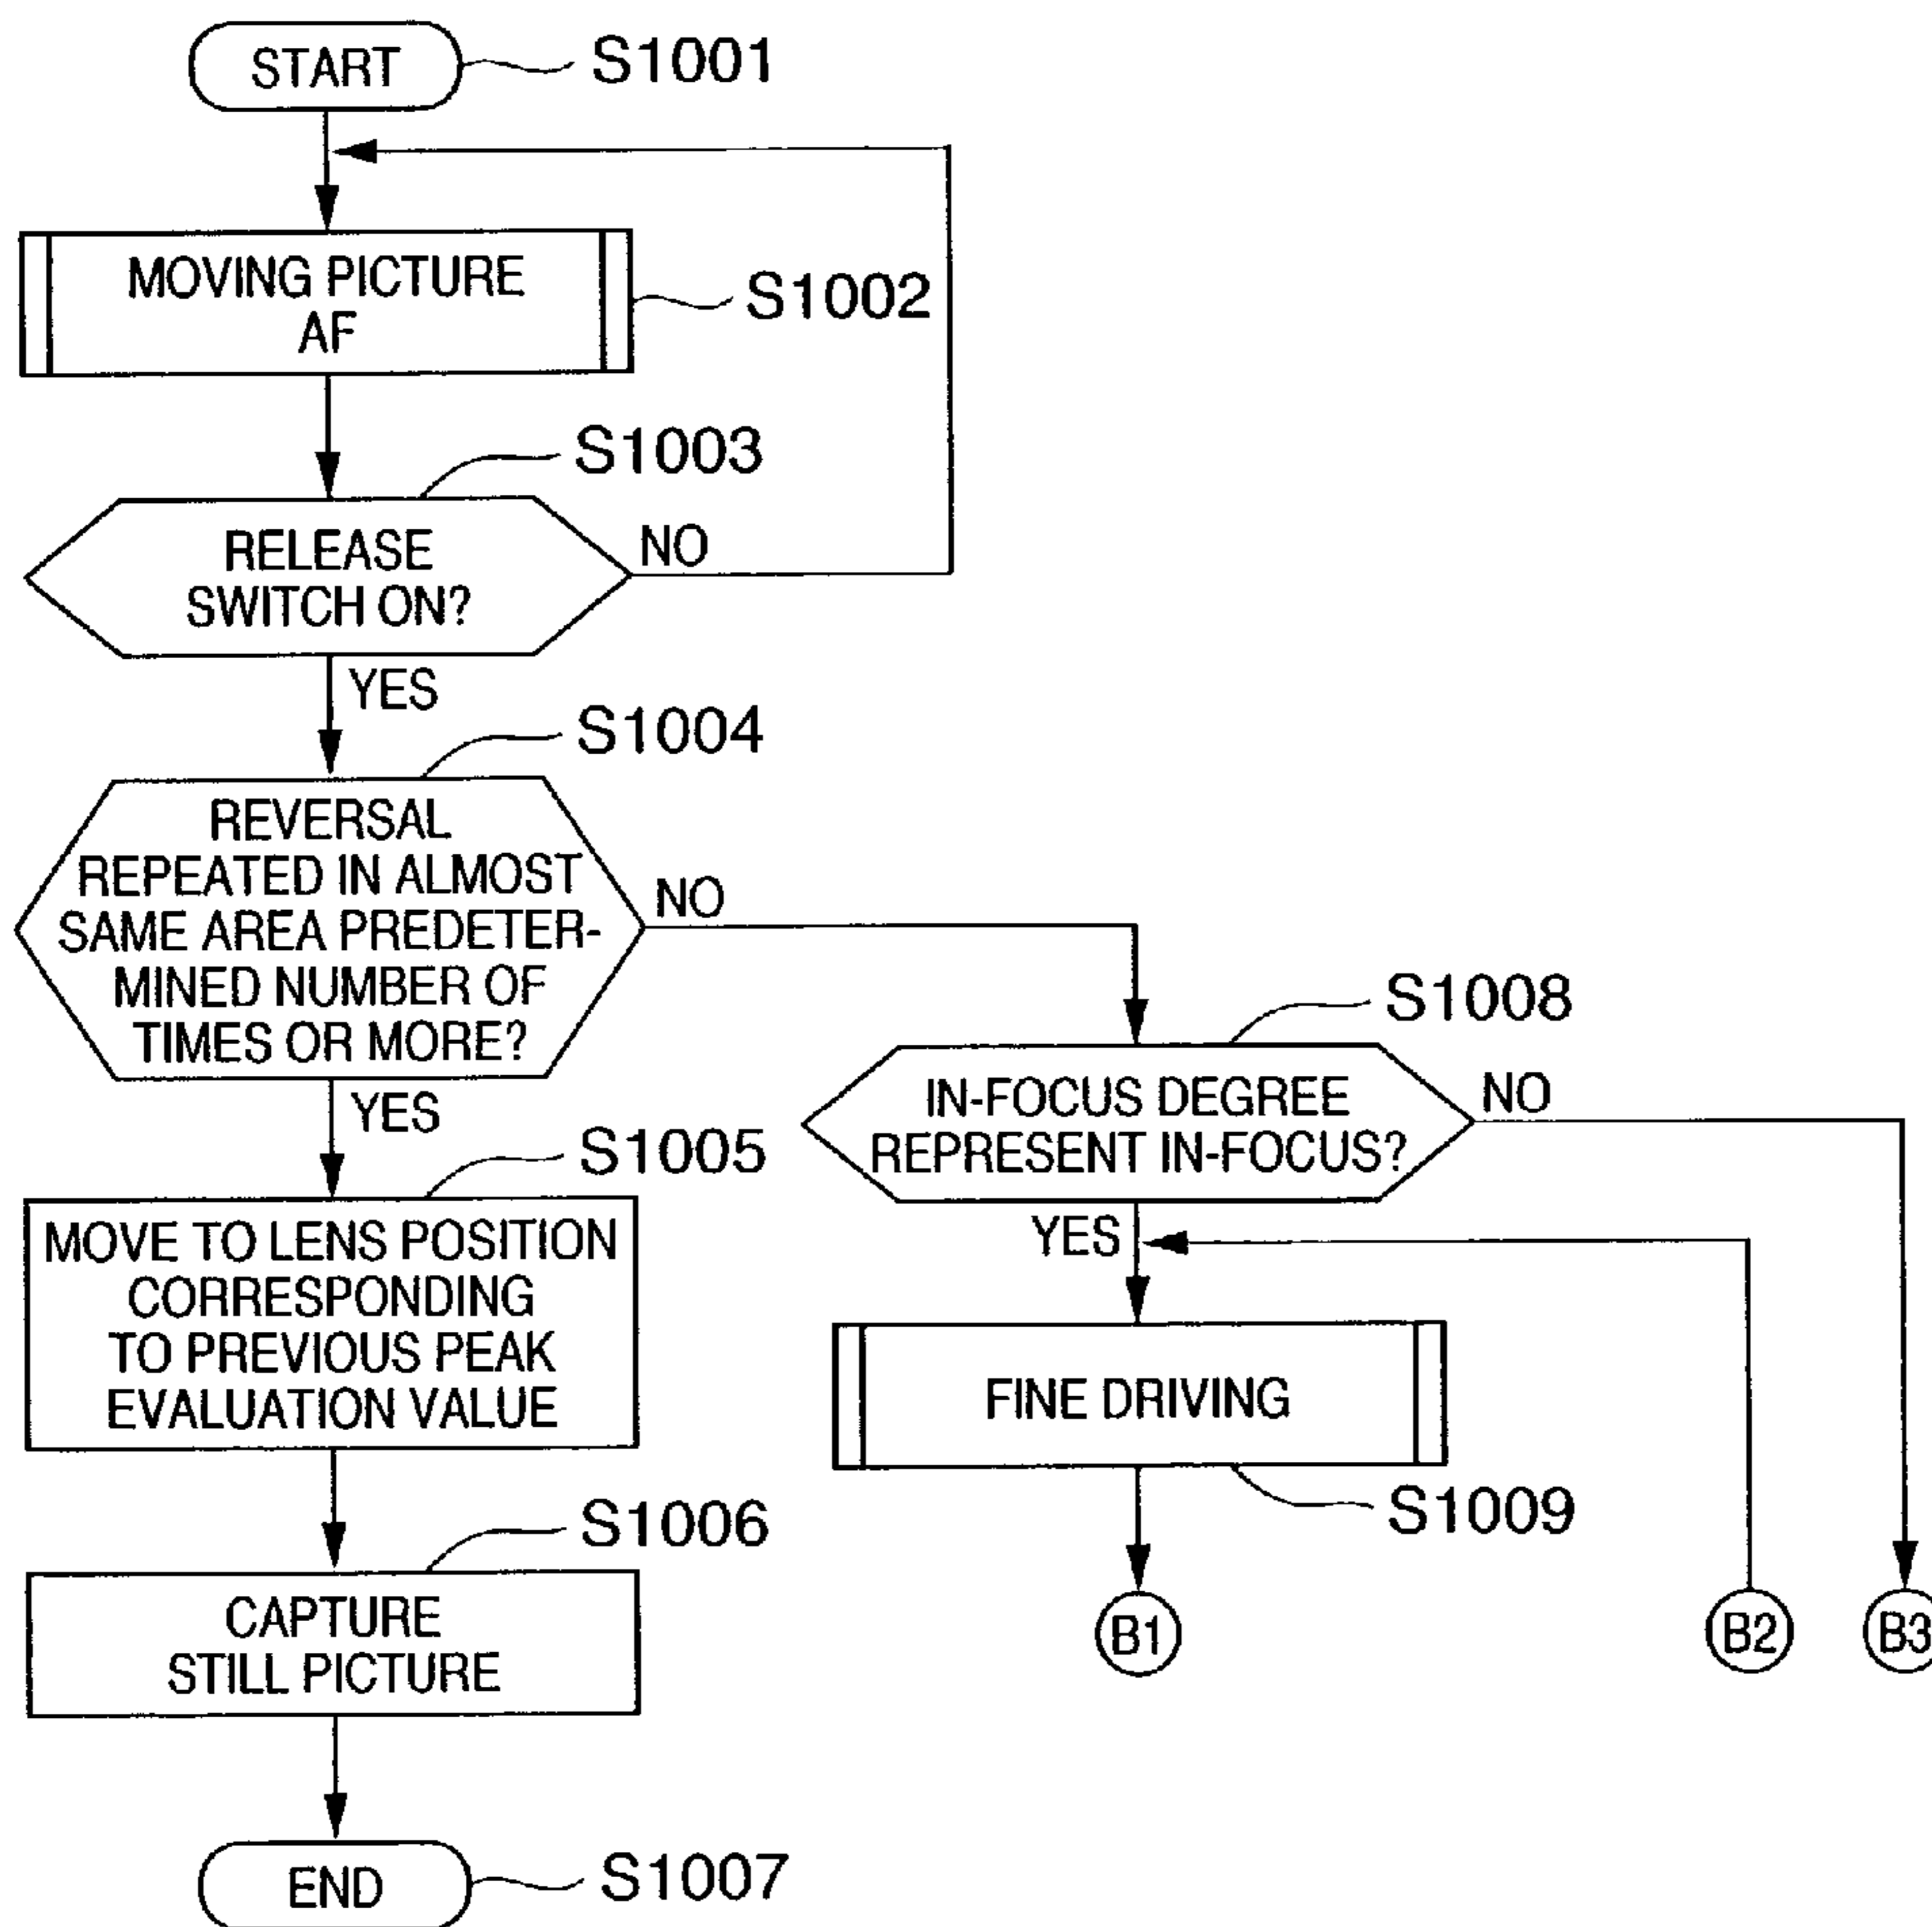 START
S1001
MOVING PICTURE
AF
S1002
S1003
RELEASE
SWITCH ON?
NO
YES
S1004
REVERSAL
REPEATED IN ALMOST
SAME AREA PREDETER-
MINED NUMBER OF
TIMES OR MORE?
NO
YES
S1005
MOVE TO LENS POSITION
CORRESPONDING
TO PREVIOUS PEAK
EVALUATION VALUE
S1006
CAPTURE
STILL PICTURE
END
S1007
S1008
IN-FOCUS DEGREE
REPRESENT IN-FOCUS?
NO
YES
FINE DRIVING
S1009
B1
B2
B3